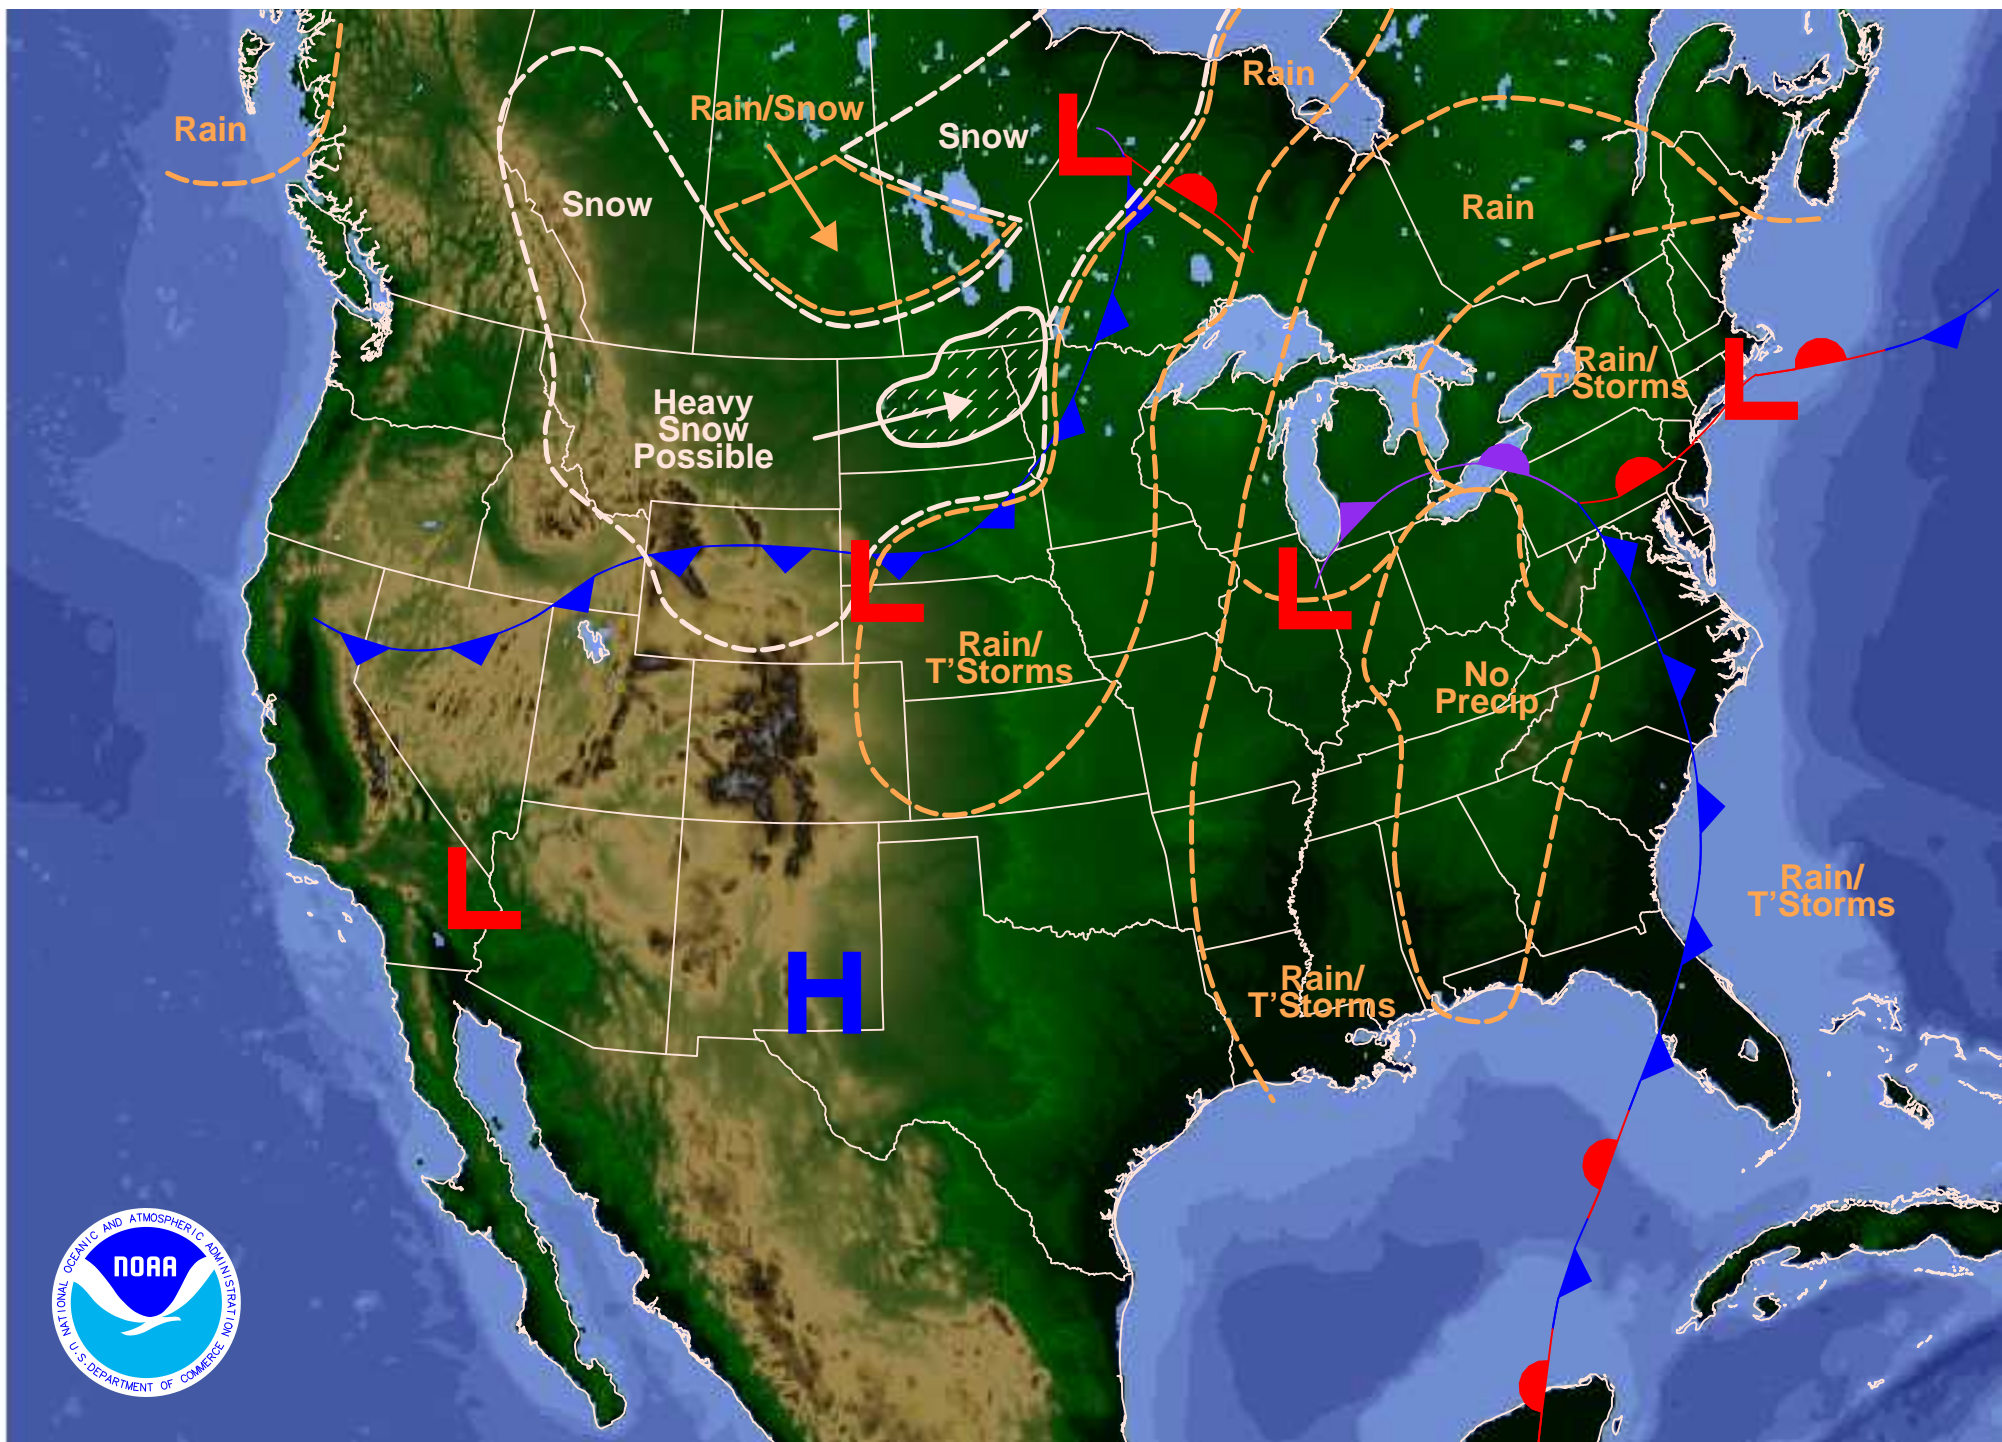 Rain
Rain/Snow
Snow
Rain
Snow
Rain
Heavy
Snow
Possible
Rain/
T'Storms
Rain/
T'Storms
No
Precip
Rain/
T'Storms
Rain/
T'Storms
L
L
L
L
L
H
NATIONAL OCEANIC AND ATMOSPHERIC ADMINISTRATION
NOAA
U.S. DEPARTMENT OF COMMERCE